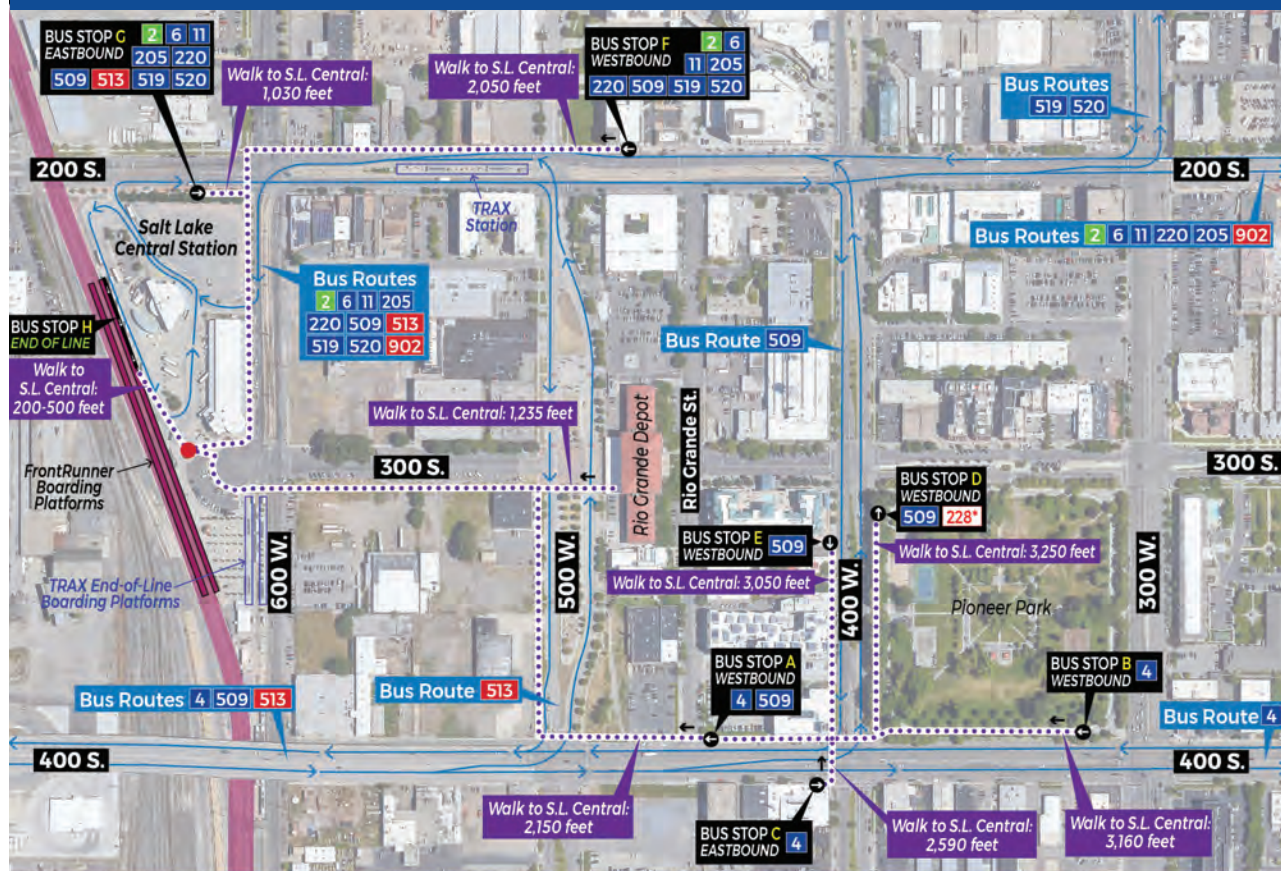 BUS STOP G
EASTBOUND
2 6 11
205 220
509 513 519 520
Walk to S.L. Central:
1,030 feet
Walk to S.L. Central:
2,050 feet
BUS STOP F
WESTBOUND
2 6
11 205
220 509 519 520
Bus Routes
519 520
200 S.
TRAX
Station
200 S.
Salt Lake
Central Station
Bus Routes 2 6 11 220 205 902
Bus Routes
2 6 11 205
220 509 513
519 520 902
BUS STOP H
END OF LINE
Bus Route 509
Walk to
S.L. Central:
200-500 feet
Walk to S.L. Central: 1,235 feet
Rio Grande Depot
Rio Grande St.
FrontRunner
Boarding
Platforms
300 S.
300 S.
BUS STOP D
WESTBOUND
509 228*
BUS STOP E
WESTBOUND
509
Walk to S.L. Central: 3,250 feet
Walk to S.L. Central: 3,050 feet
TRAX End-of-Line
Boarding Platforms
600 W.
500 W.
400 W.
300 W.
Pioneer Park
BUS STOP A
WESTBOUND
4 509
BUS STOP B
WESTBOUND
4
Bus Routes 4 509 513
Bus Route 513
Bus Route 4
400 S.
400 S.
Walk to S.L. Central:
2,150 feet
BUS STOP C
EASTBOUND
4
Walk to S.L. Central:
2,590 feet
Walk to S.L. Central:
3,160 feet